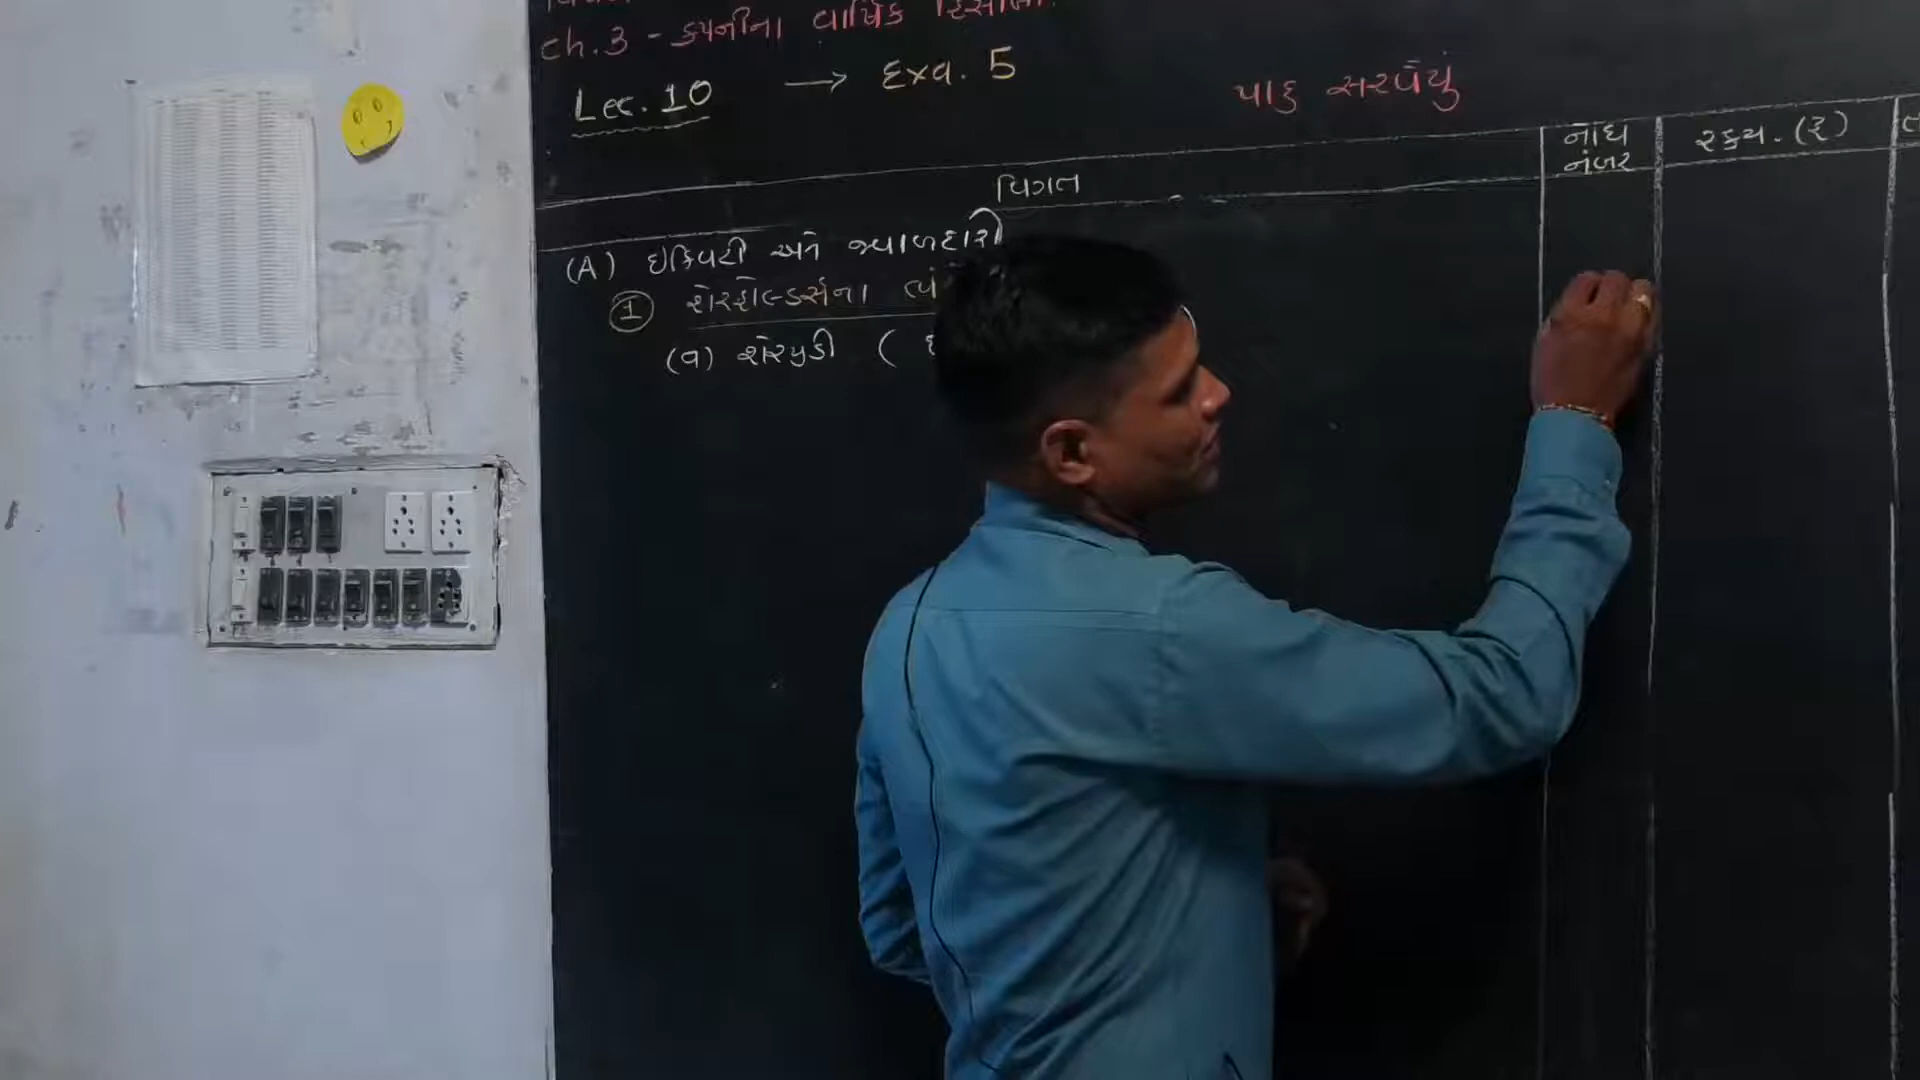 Ch.3 - કંપનીના વાર્ષિક હિસાબો
Lec. 10 → Exa. 5
પાકુ સરવૈયું
વિગત
નોંધ નંબર
રકમ. (રૂ)
(A) ઇક્વિટી અને જવાબદારી
① શેરહોલ્ડર્સના
(૧) શેરમુડી (